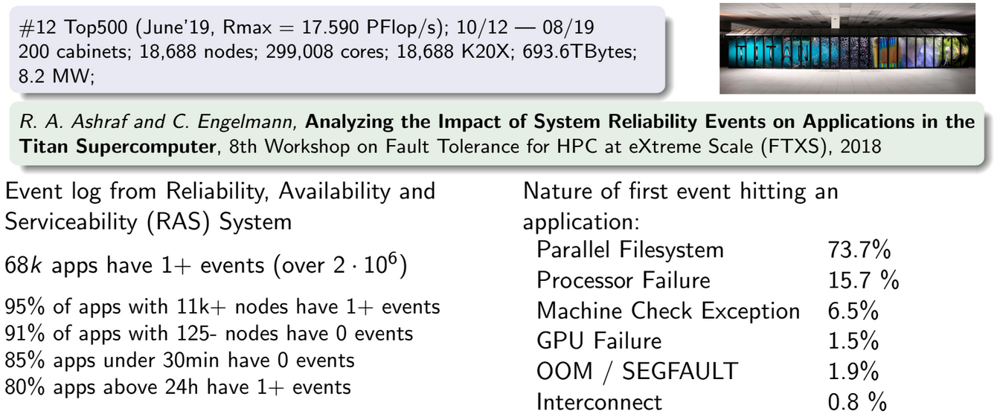 #12 Top500 (June'19, Rmax = 17.590 PFlop/s); 10/12 — 08/19
200 cabinets; 18,688 nodes; 299,008 cores; 18,688 K20X; 693.6TBytes;
8.2 MW;
TITAN
R. A. Ashraf and C. Engelmann, Analyzing the Impact of System Reliability Events on Applications in the
Titan Supercomputer, 8th Workshop on Fault Tolerance for HPC at eXtreme Scale (FTXS), 2018
Event log from Reliability, Availability and
Serviceability (RAS) System
68k apps have 1+ events (over 2 · 10⁶)
95% of apps with 11k+ nodes have 1+ events
91% of apps with 125- nodes have 0 events
85% apps under 30min have 0 events
80% apps above 24h have 1+ events
Nature of first event hitting an
application:
Parallel Filesystem 73.7%
Processor Failure 15.7 %
Machine Check Exception 6.5%
GPU Failure 1.5%
OOM / SEGFAULT 1.9%
Interconnect 0.8 %